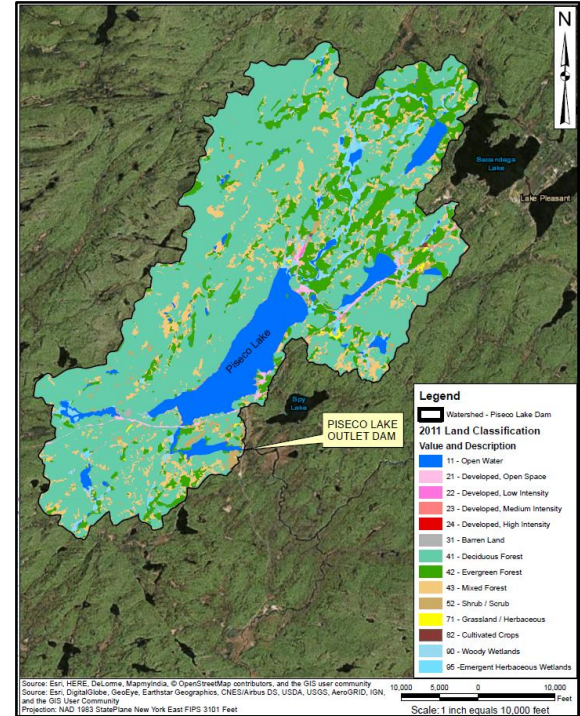 N
Sacandaga
Lake
Lake Pleasant
Piseco Lake
Spy
Lake
PISECO LAKE
OUTLET DAM
Legend
Watershed - Piseco Lake Dam
2011 Land Classification
Value and Description
11 - Open Water
21 - Developed, Open Space
22 - Developed, Low Intensity
23 - Developed, Medium Intensity
24 - Developed, High Intensity
31 - Barren Land
41 - Deciduous Forest
42 - Evergreen Forest
43 - Mixed Forest
52 - Shrub / Scrub
71 - Grassland / Herbaceous
82 - Cultivated Crops
90 - Woody Wetlands
95 -Emergent Herbaceous Wetlands
Source: Esri, HERE, DeLorme, MapmyIndia, © OpenStreetMap contributors, and the GIS user community
Source: Esri, DigitalGlobe, GeoEye, Earthstar Geographics, CNES/Airbus DS, USDA, USGS, AeroGRID, IGN,
and the GIS User Community
Projection: NAD 1983 StatePlane New York East FIPS 3101 Feet
10,000 5,000 0 10,000
Feet
Scale: 1 inch equals 10,000 feet